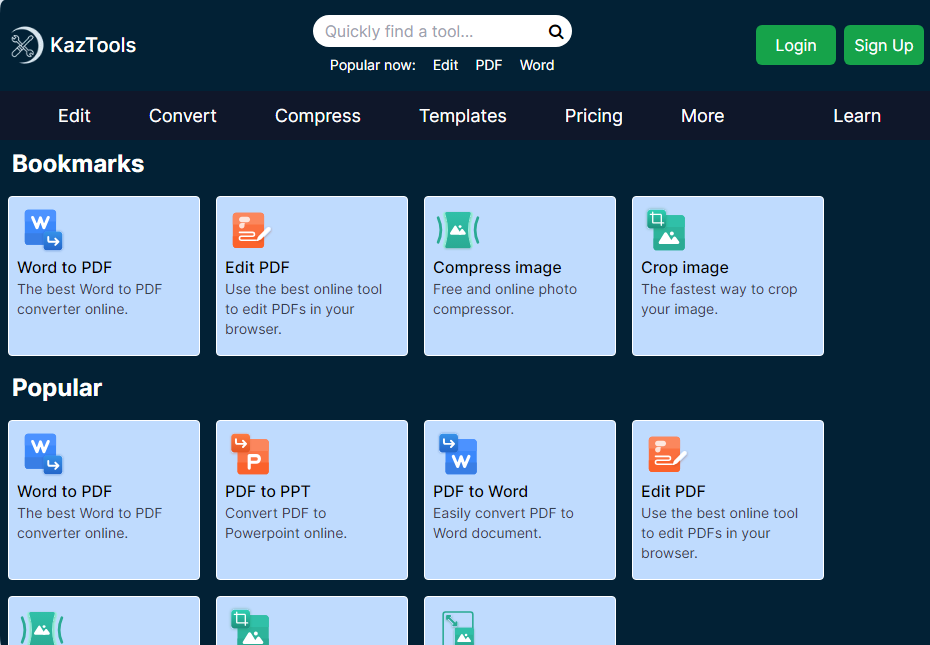 KazTools
Quickly find a tool...
Popular now: Edit PDF Word
Login
Sign Up
Edit Convert Compress Templates Pricing More Learn
Bookmarks
W
Word to PDF
The best Word to PDF
converter online.
Edit PDF
Use the best online tool
to edit PDFs in your
browser.
Compress image
Free and online photo
compressor.
Crop image
The fastest way to crop
your image.
Popular
W
Word to PDF
The best Word to PDF
converter online.
P
PDF to PPT
Convert PDF to
Powerpoint online.
W
PDF to Word
Easily convert PDF to
Word document.
Edit PDF
Use the best online tool
to edit PDFs in your
browser.